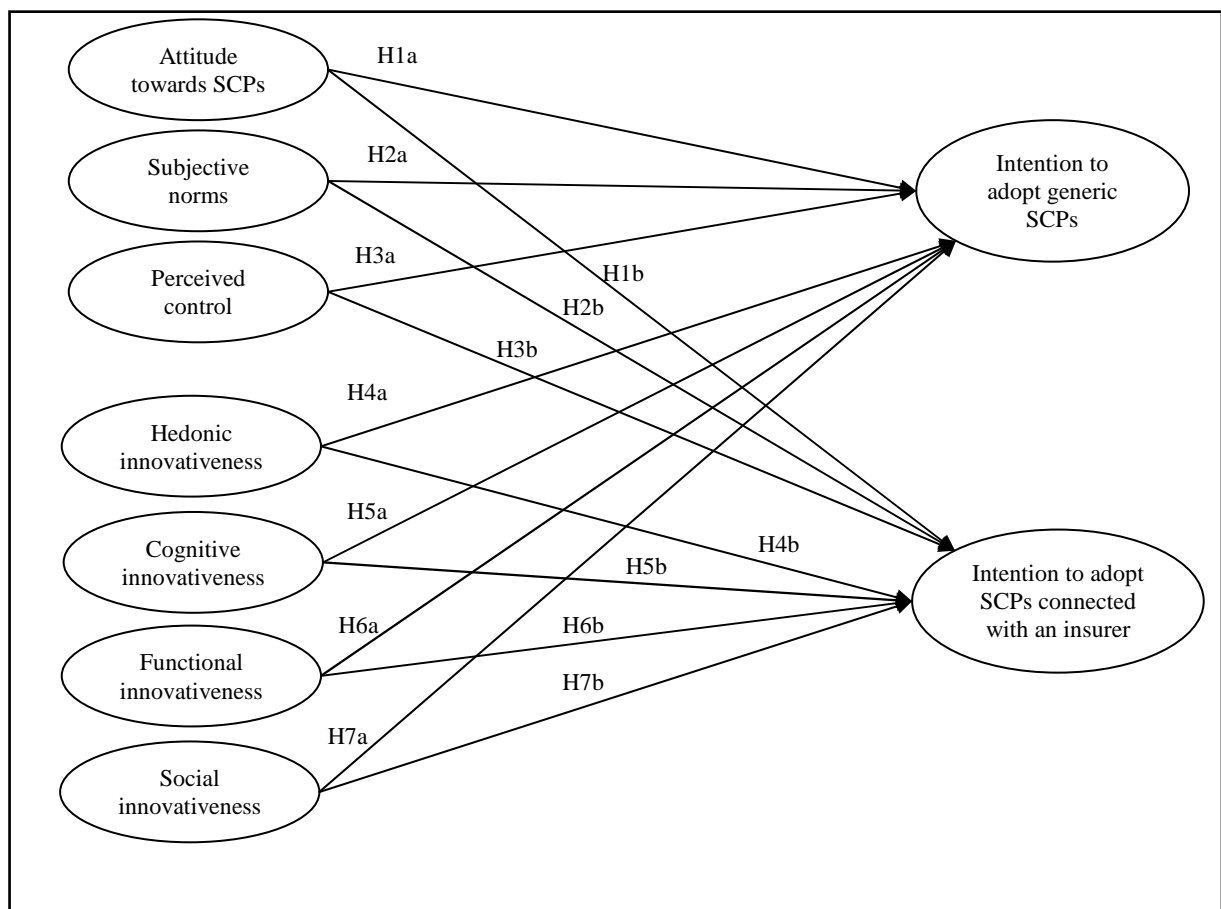 Attitude
towards SCPs
H1a
Subjective
norms
H2a
Intention to
adopt generic
SCPs
Perceived
control
H3a
H1b
H2b
H3b
Hedonic
innovativeness
H4a
Cognitive
innovativeness
H5a
H4b
H5b
Intention to adopt
SCPs connected
with an insurer
Functional
innovativeness
H6a
H6b
H7b
Social
innovativeness
H7a